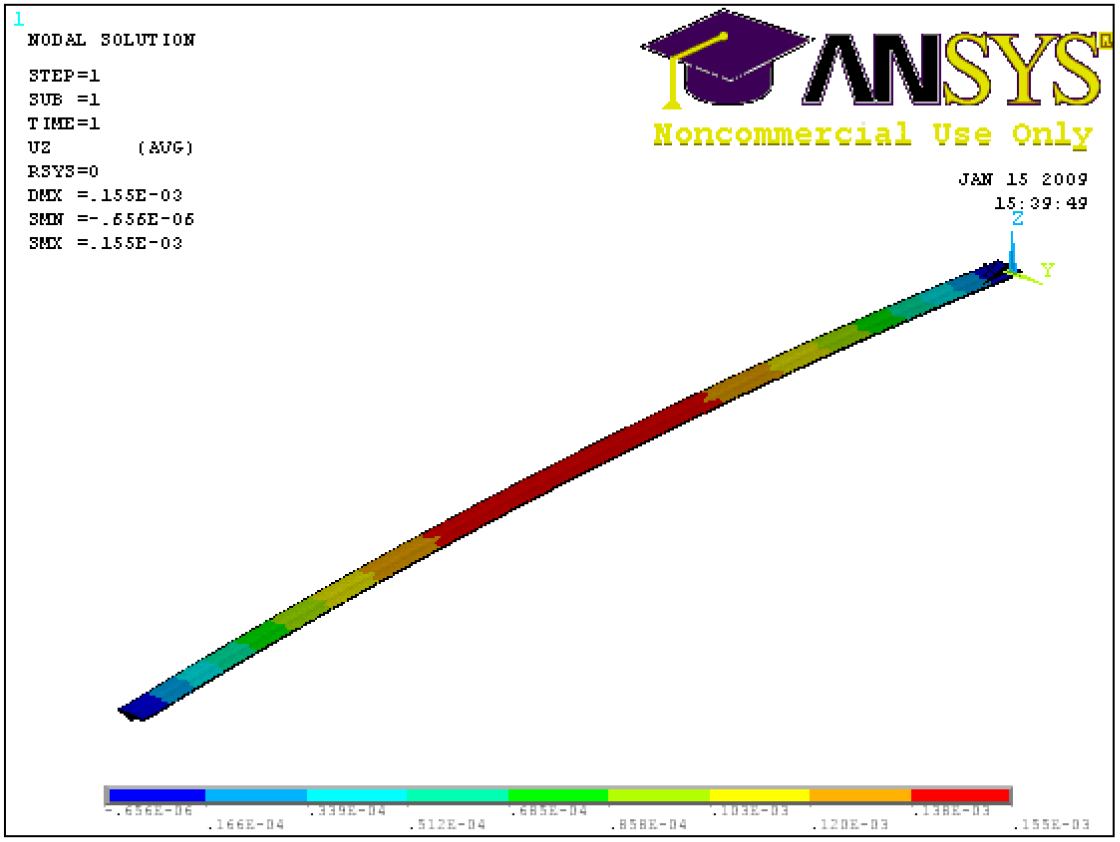 1
NODAL SOLUTION
STEP=1
SUB =1
TIME=1
UZ (AVG)
RSYS=0
DMX =.155E-03
SMN =-.656E-06
SMX =.155E-03
ANSYS
Noncommercial Use Only
JAN 15 2009
15:39:49
Z
Y
-.656E-06 .339E-04 .685E-04 .103E-03 .138E-03
.166E-04 .512E-04 .858E-04 .120E-03 .155E-03